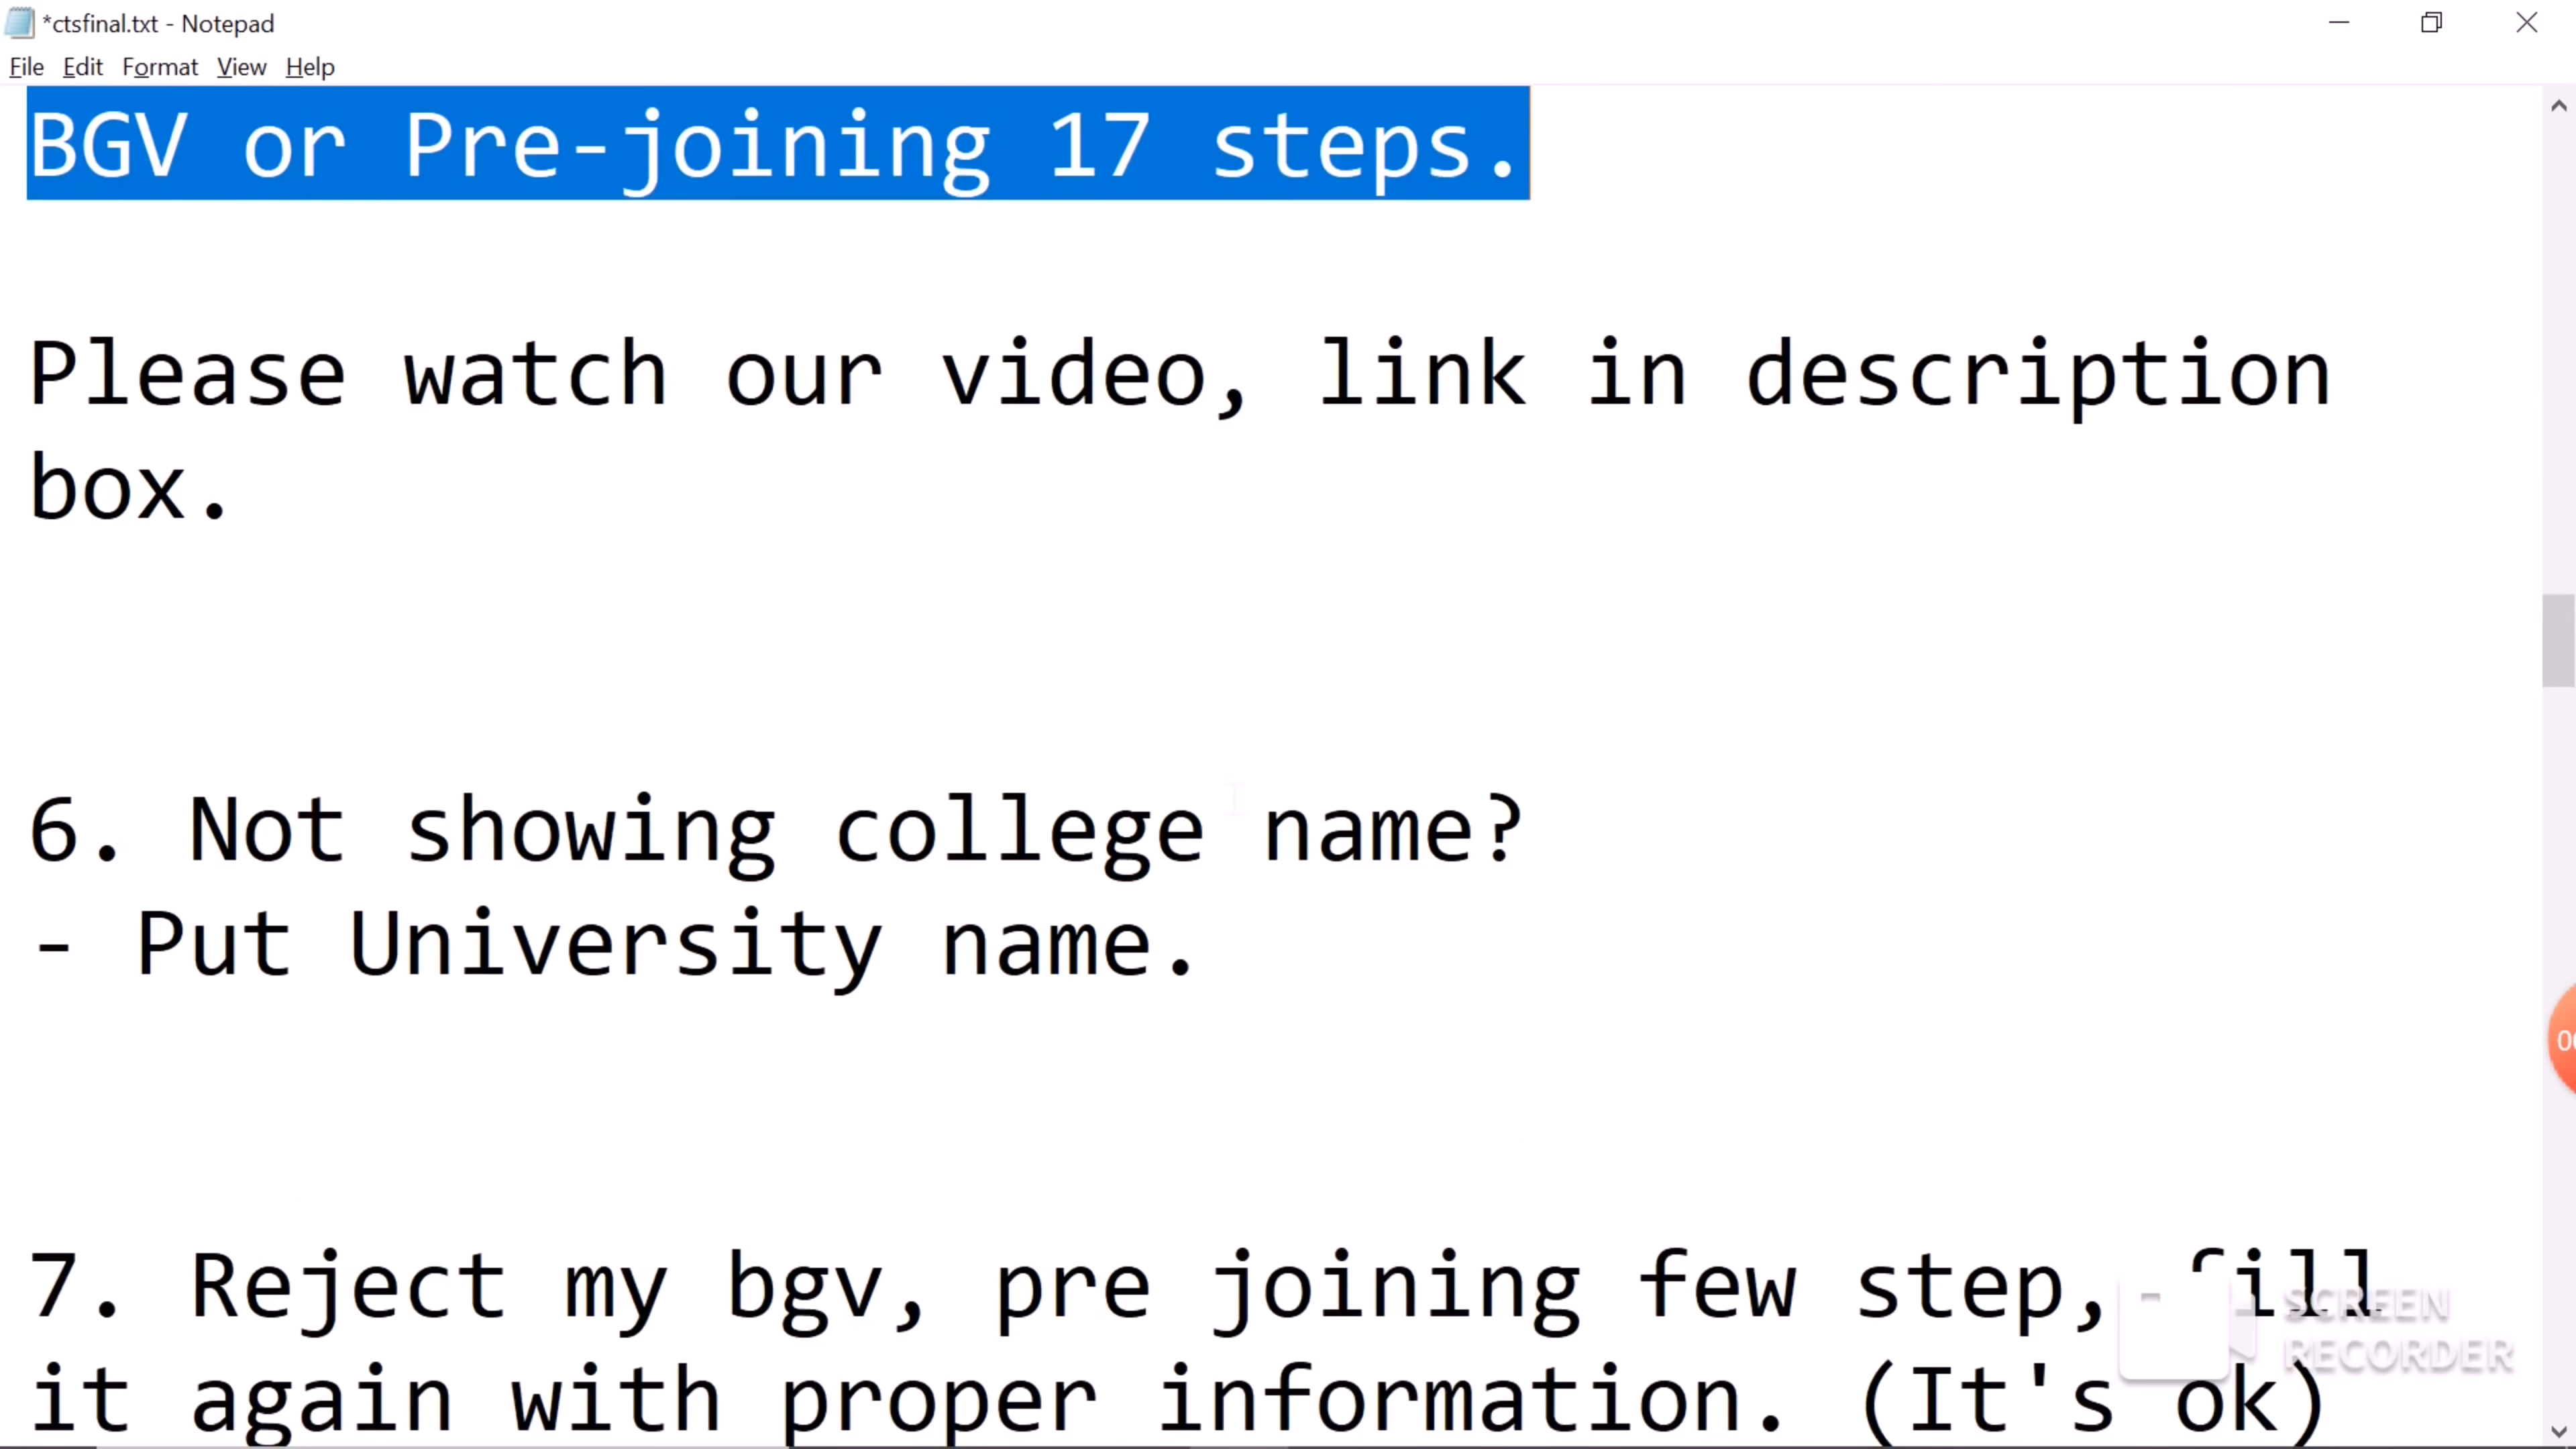 *ctsfinal.txt - Notepad
File Edit Format View Help
BGV or Pre-joining 17 steps.
Please watch our video, link in description
box.
6. Not showing college name?
- Put University name.
7. Reject my bgv, pre joining few step, fill
it again with proper information. (It's ok)
SCREEN
RECORDER